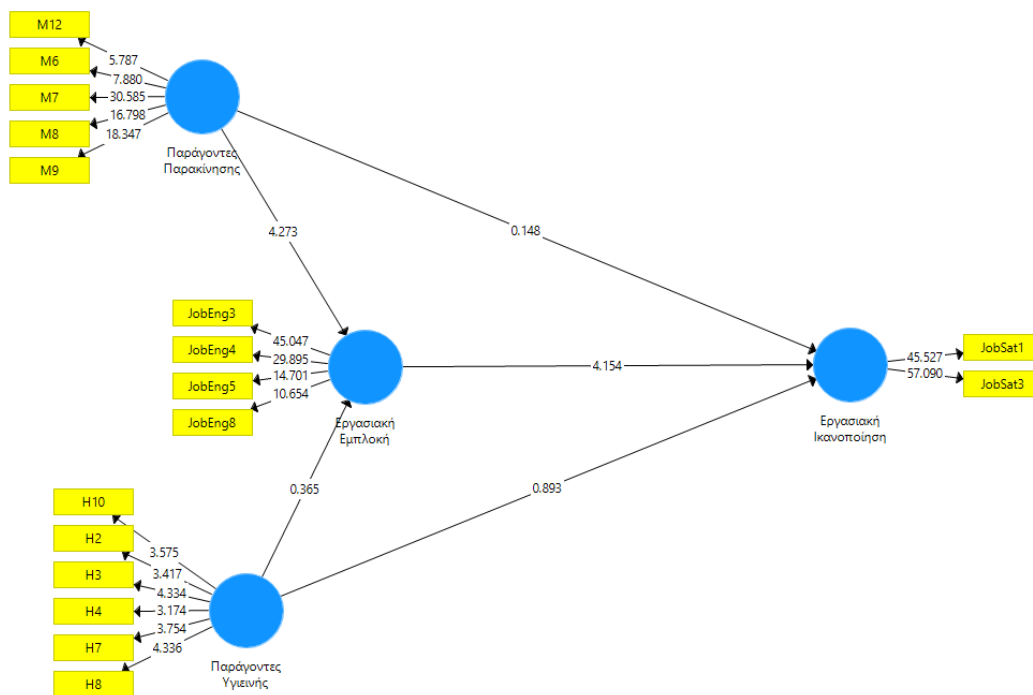 M12
M6
M7
M8
M9
5.787
7.880
30.585
16.798
18.347
Παράγοντες
Παρακίνησης
4.273
0.148
JobEng3
JobEng4
JobEng5
JobEng8
45.047
29.895
14.701
10.654
Εργασιακή
Εμπλοκή
4.154
45.527
57.090
JobSat1
JobSat3
Εργασιακή
Ικανοποίηση
0.365
0.893
H10
H2
H3
H4
H7
H8
3.575
3.417
4.334
3.174
3.754
4.336
Παράγοντες
Υγιεινής